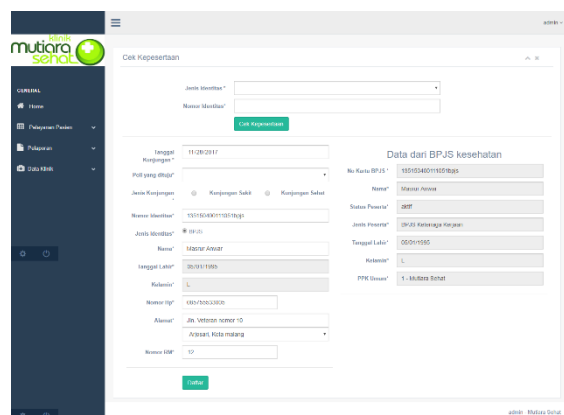 klinik
mutiara
sehat
admin
Cek Kepesertaan
GENERAL
Home
Pelayanan Pasien
Pelaporan
Data Klinik
Jenis Identitas *
Nomor Identitas*
Cek Kepesertaan
Tanggal Kunjungan *
11/28/2017
Poli yang dituju*
Jenis Kunjungan *
Kunjungan Sakit
Kunjungan Sehat
Nomor Identitas*
Jenis Identitas*
BPJS
Nama*
Masrur Anwar
Tanggal Lahir*
Kelamin*
L
Nomor Hp*
Alamat*
Jln. Veteran nomor 10
Arjosari, Kota malang
Nomor RM*
12
Daftar
Data dari BPJS kesehatan
No Kartu BPJS *
Nama*
Masrur Anwar
Status Peserta*
aktif
Jenis Peserta*
Tanggal Lahir*
Kelamin*
L
PPK Umum*
1 - Mutiara Sehat
admin - Mutiara Sehat